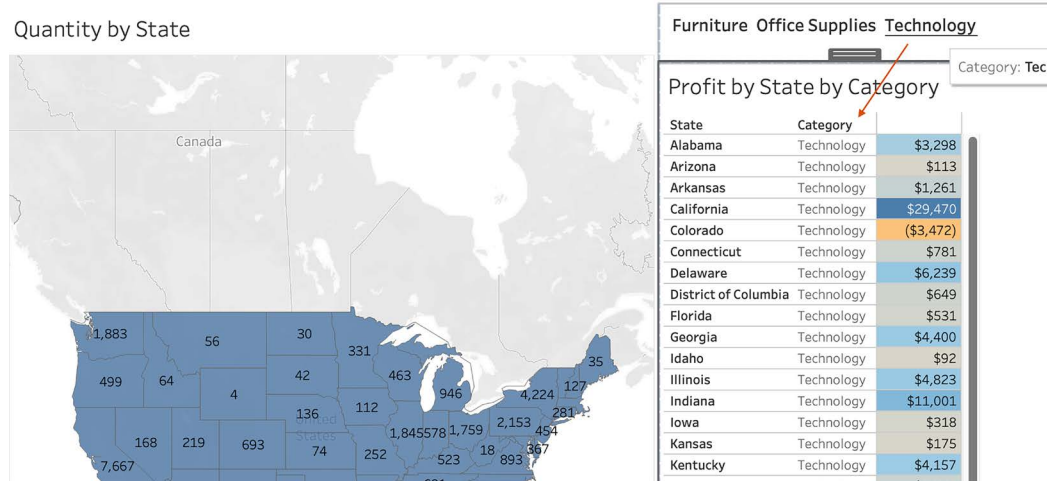 Quantity by State
Furniture Office Supplies Technology
Category: Tec
Profit by State by Category
State Category
Alabama Technology $3,298
Arizona Technology $113
Arkansas Technology $1,261
California Technology $29,470
Colorado Technology ($3,472)
Connecticut Technology $781
Delaware Technology $6,239
District of Columbia Technology $649
Florida Technology $531
Georgia Technology $4,400
Idaho Technology $92
Illinois Technology $4,823
Indiana Technology $11,001
Iowa Technology $318
Kansas Technology $175
Kentucky Technology $4,157
Canada
1,883 56 30 331
35
499 64 4 42 463 946 4,224 127
136 112 281
United States
168 219 693 74 1,845 578 1,759 2,153 454
7,667 252 523 18 893 367